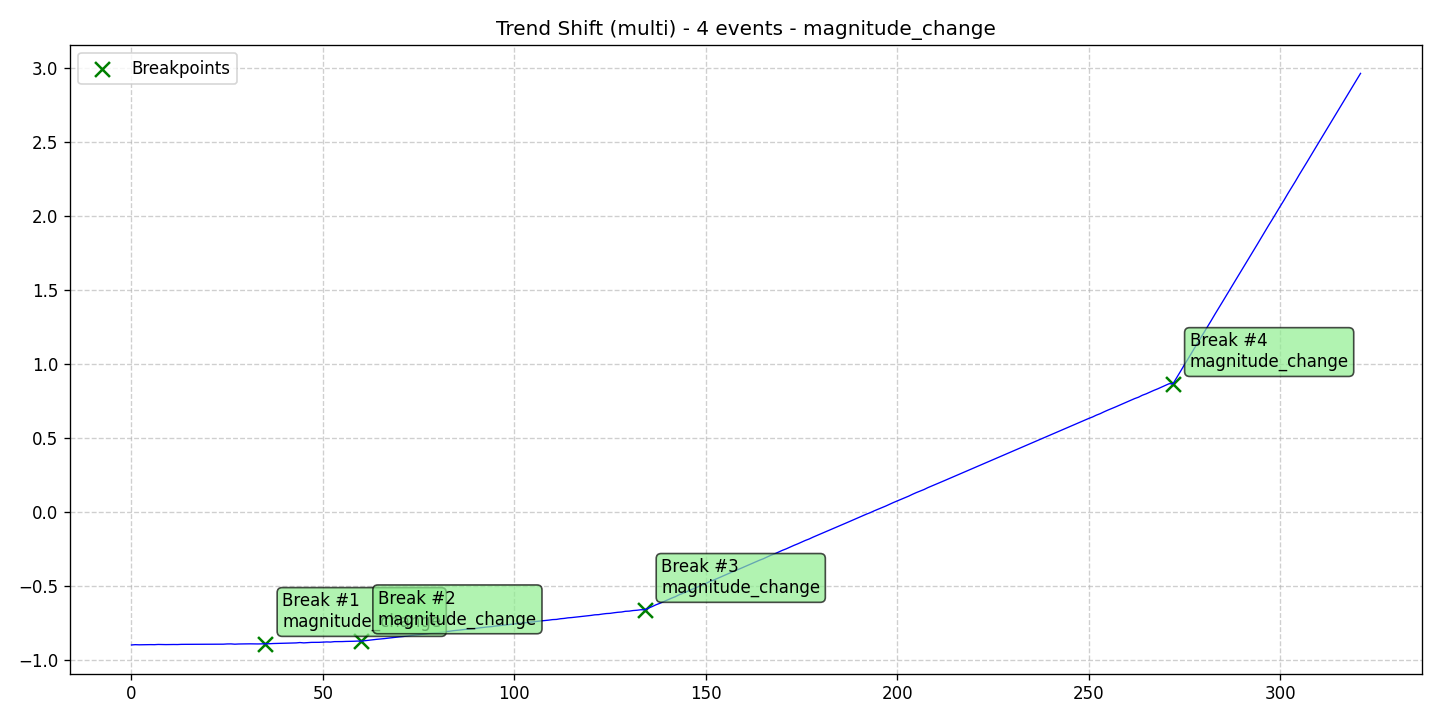 Trend Shift (multi) - 4 events - magnitude_change
Breakpoints
3.0
2.5
2.0
1.5
1.0
0.5
0.0
−0.5
−1.0
Break #4
magnitude_change
Break #3
magnitude_change
Break #1
magnitude_change
Break #2
magnitude_change
0
50
100
150
200
250
300